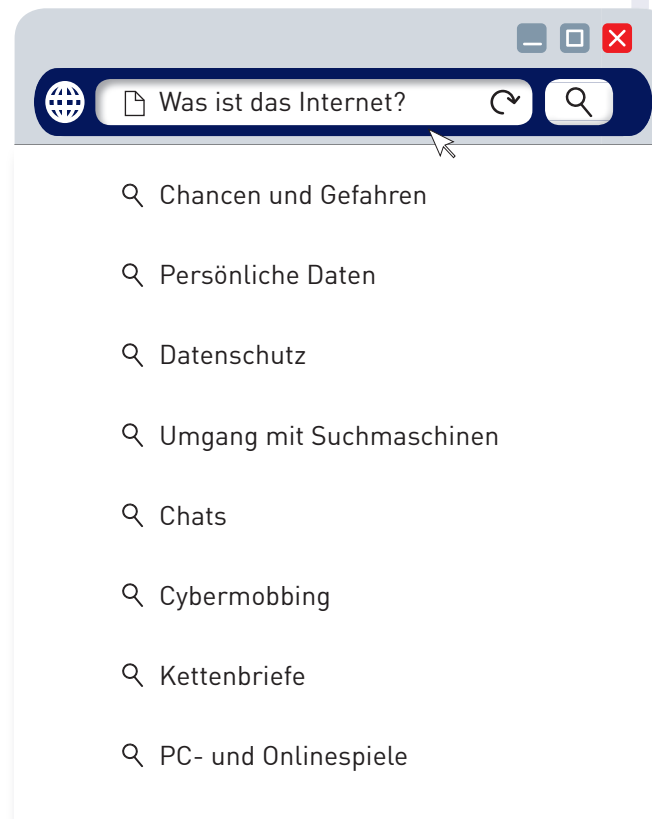 Was ist das Internet?
Chancen und Gefahren
Persönliche Daten
Datenschutz
Umgang mit Suchmaschinen
Chats
Cybermobbing
Kettenbriefe
PC- und Onlinespiele